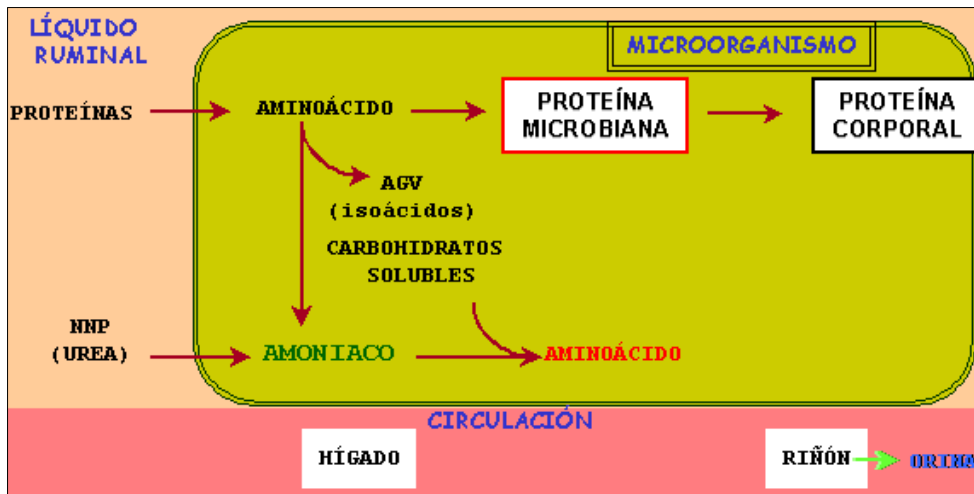 LÍQUIDO
RUMINAL
MICROORGANISMO
PROTEÍNAS
AMINOÁCIDO
PROTEÍNA
MICROBIANA
PROTEÍNA
CORPORAL
AGV
(isoácidos)
CARBOHIDRATOS
SOLUBLES
NNP
(UREA)
AMONIACO
AMINOÁCIDO
CIRCULACIÓN
HÍGADO
RIÑÓN
ORINA